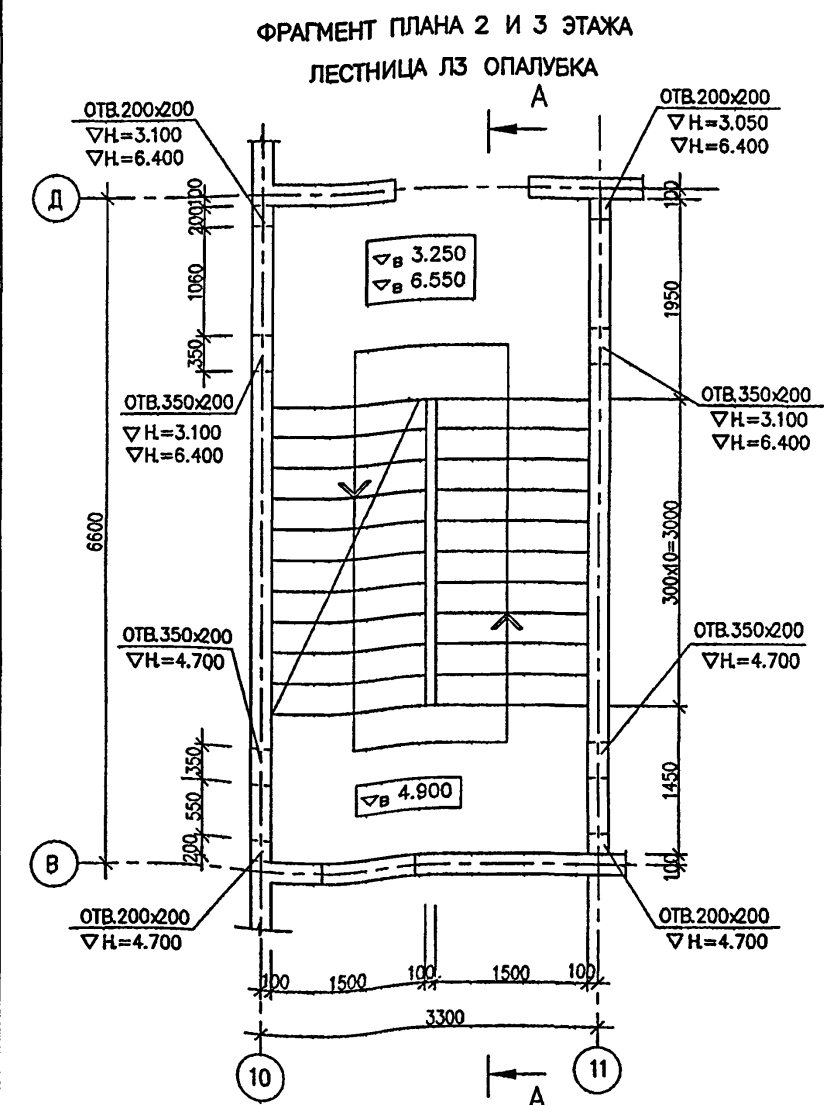 ФРАГМЕНТ ПЛАНА 2 И 3 ЭТАЖА
ЛЕСТНИЦА Л3 ОПАЛУБКА
А
ОТВ.200х200
▽Н.=3.100
▽Н.=6.400
ОТВ.200х200
▽Н.=3.050
▽Н.=6.400
Д
100
200
1060
350
100
1950
▽В 3.250
▽В 6.550
ОТВ.350х200
▽Н.=3.100
▽Н.=6.400
ОТВ.350х200
▽Н.=3.100
▽Н.=6.400
6600
300х10=3000
ОТВ.350х200
▽Н.=4.700
ОТВ.350х200
▽Н.=4.700
350
550
200
1450
100
▽В 4.900
В
ОТВ.200х200
▽Н.=4.700
ОТВ.200х200
▽Н.=4.700
100
1500
100
1500
100
3300
10
11
А